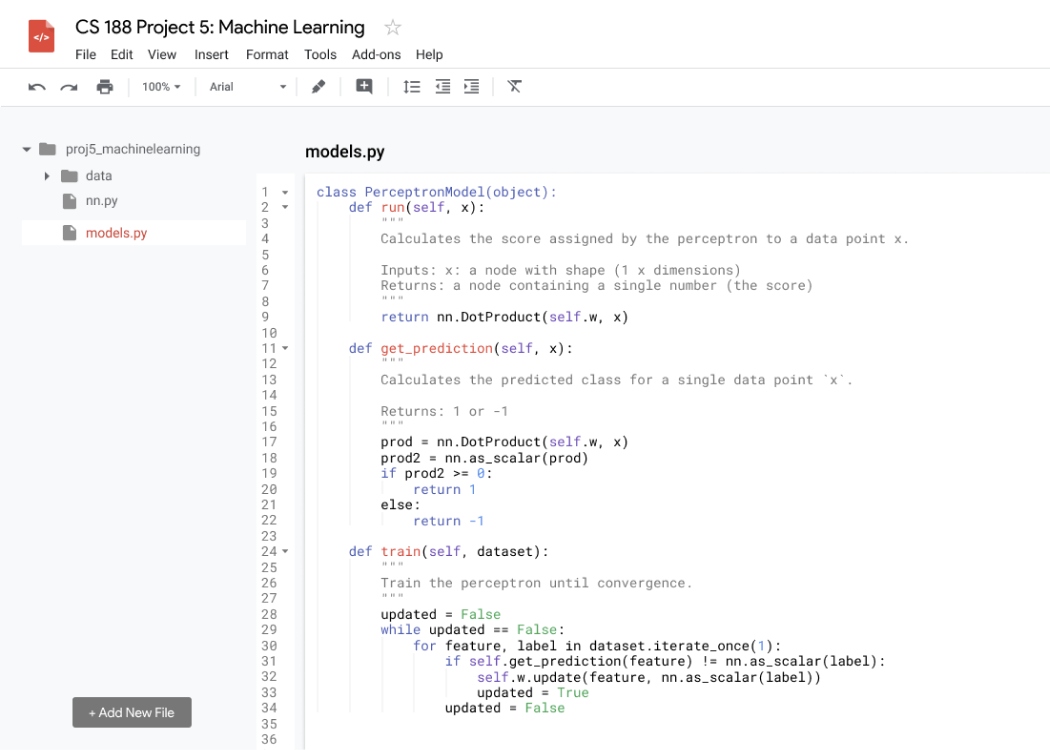 </>
CS 188 Project 5: Machine Learning
File Edit View Insert Format Tools Add-ons Help
100% Arial
proj5_machinelearning
data
nn.py
models.py
+ Add New File
models.py
1 class PerceptronModel(object):
2     def run(self, x):
3         """
4         Calculates the score assigned by the perceptron to a data point x.
5
6         Inputs: x: a node with shape (1 x dimensions)
7         Returns: a node containing a single number (the score)
8         """
9         return nn.DotProduct(self.w, x)
10
11     def get_prediction(self, x):
12         """
13         Calculates the predicted class for a single data point `x`.
14
15         Returns: 1 or -1
16         """
17         prod = nn.DotProduct(self.w, x)
18         prod2 = nn.as_scalar(prod)
19         if prod2 >= 0:
20             return 1
21         else:
22             return -1
23
24     def train(self, dataset):
25         """
26         Train the perceptron until convergence.
27         """
28         updated = False
29         while updated == False:
30             for feature, label in dataset.iterate_once(1):
31                 if self.get_prediction(feature) != nn.as_scalar(label):
32                     self.w.update(feature, nn.as_scalar(label))
33                     updated = True
34                 updated = False
35
36